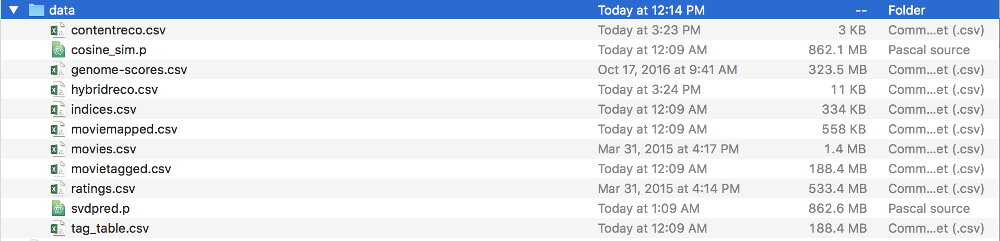 data Today at 12:14 PM -- Folder
contentreco.csv Today at 3:23 PM 3 KB Comm...et (.csv)
cosine_sim.p Today at 12:09 AM 862.1 MB Pascal source
genome-scores.csv Oct 17, 2016 at 9:41 AM 323.5 MB Comm...et (.csv)
hybridreco.csv Today at 3:24 PM 11 KB Comm...et (.csv)
indices.csv Today at 12:09 AM 334 KB Comm...et (.csv)
moviemapped.csv Today at 12:09 AM 558 KB Comm...et (.csv)
movies.csv Mar 31, 2015 at 4:17 PM 1.4 MB Comm...et (.csv)
movietagged.csv Today at 12:09 AM 188.4 MB Comm...et (.csv)
ratings.csv Mar 31, 2015 at 4:14 PM 533.4 MB Comm...et (.csv)
svdpred.p Today at 1:09 AM 862.6 MB Pascal source
tag_table.csv Today at 12:09 AM 188.4 MB Comm...et (.csv)